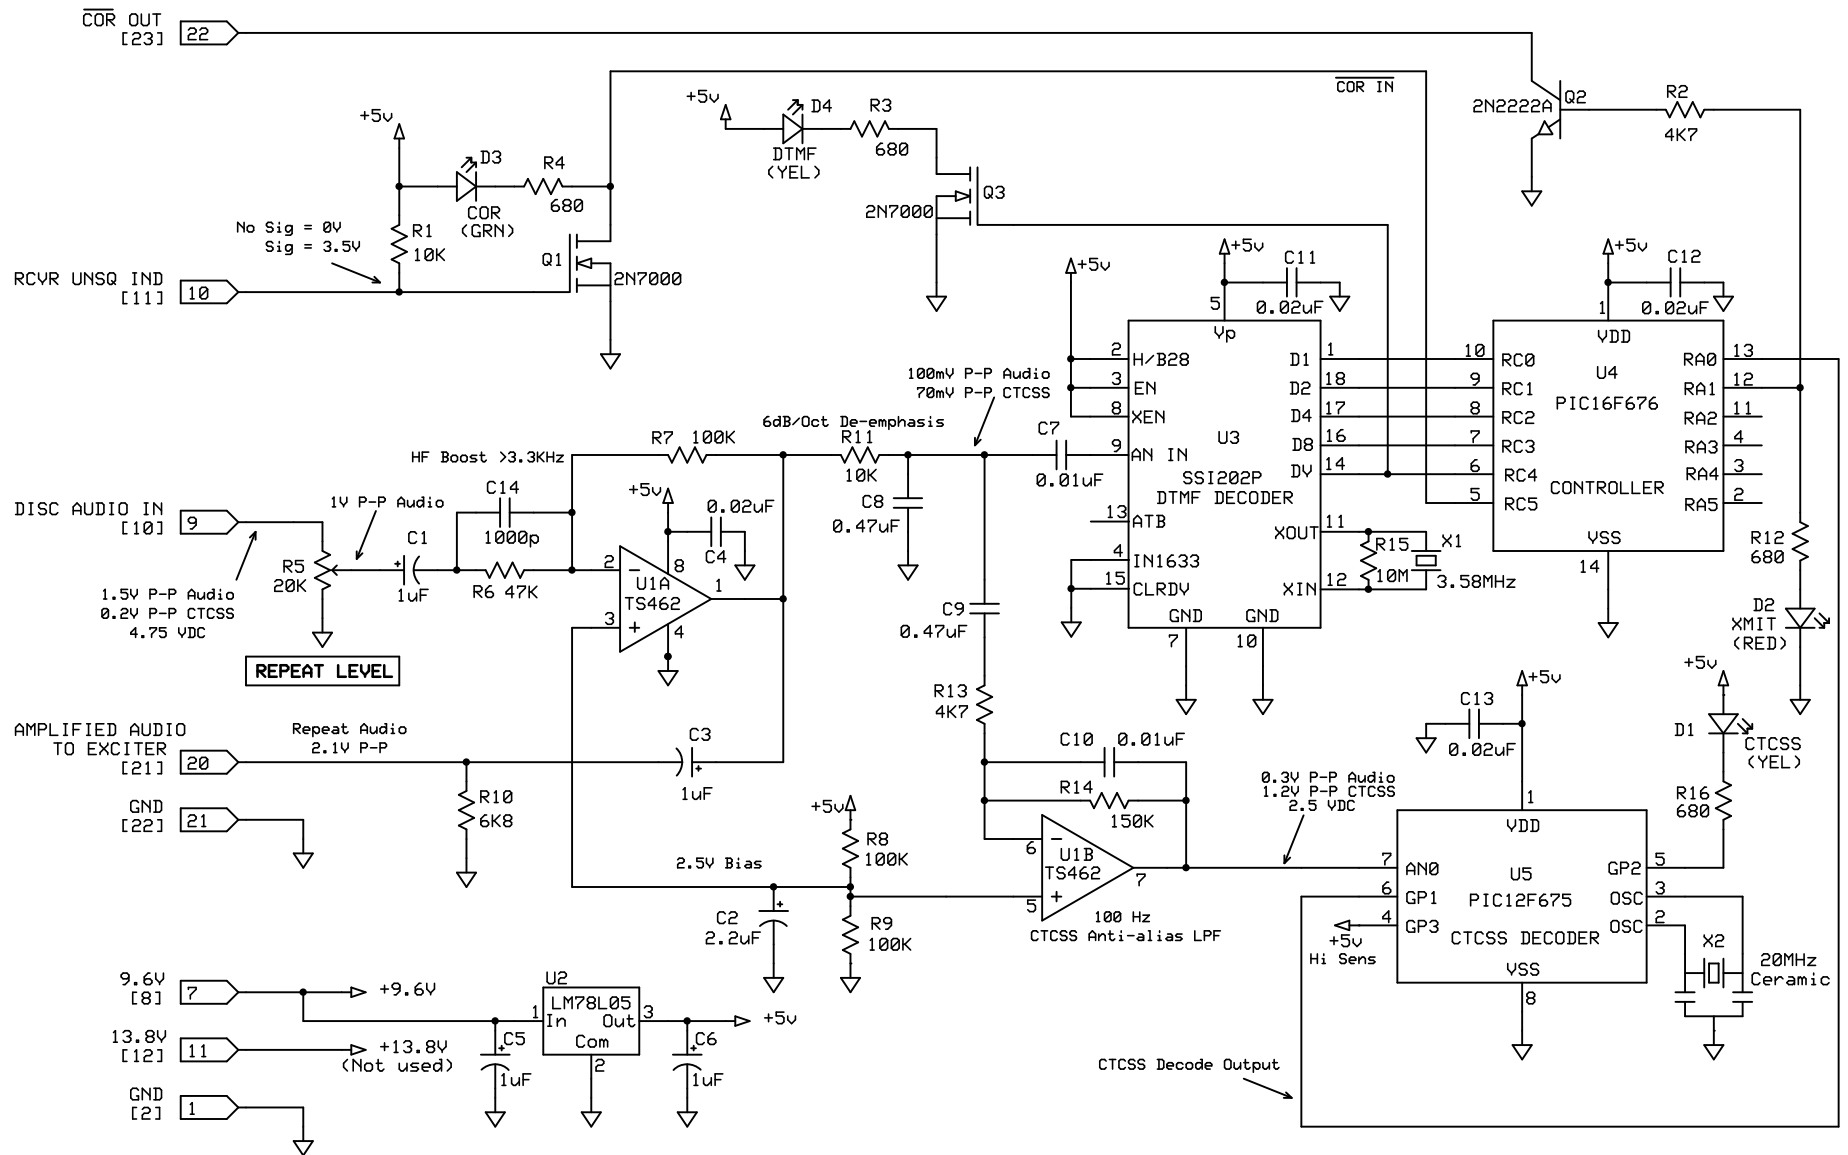 COR OUT
[23]
22
COR IN
+5v
D4
R3
680
DTMF
(YEL)
Q3
2N7000
2N2222A
Q2
R2
4K7
+5v
D3
R4
680
COR
(GRN)
R1
10K
No Sig = 0V
Sig = 3.5V
Q1
2N7000
RCVR UNSQ IND
[11]
10
+5v
+5v
C11
0.02uF
5
Vp
+5v
C12
0.02uF
1
VDD
2 H/B28
3 EN
8 XEN
9 AN IN
13 ATB
4 IN1633
15 CLRDV
U3
SSI202P
DTMF DECODER
D1 1
D2 18
D4 17
D8 16
DV 14
XOUT 11
XIN 12
GND
7
GND
10
R15
10M
X1
3.58MHz
10 RC0
9 RC1
8 RC2
7 RC3
6 RC4
5 RC5
U4
PIC16F676
CONTROLLER
RA0 13
RA1 12
RA2 11
RA3 4
RA4 3
RA5 2
VSS
14
R12
680
D2
XMIT
(RED)
100mV P-P Audio
70mV P-P CTCSS
6dB/Oct De-emphasis
R7
100K
R11
10K
C7
0.01uF
C8
0.47uF
HF Boost >3.3KHz
C14
1000p
+5v
0.02uF
C4
DISC AUDIO IN
[10]
9
1V P-P Audio
C1
1uF
R5
20K
R6 47K
2
3
8
4
1
U1A
TS462
1.5V P-P Audio
0.2V P-P CTCSS
4.75 VDC
REPEAT LEVEL
C9
0.47uF
R13
4K7
C10
0.01uF
R14
150K
AMPLIFIED AUDIO
TO EXCITER
[21]
20
Repeat Audio
2.1V P-P
C3
1uF
R10
6K8
GND
[22]
21
+5v
R8
100K
2.5V Bias
C2
2.2uF
R9
100K
6
5
7
U1B
TS462
100 Hz
CTCSS Anti-alias LPF
0.3V P-P Audio
1.2V P-P CTCSS
2.5 VDC
+5v
C13
0.02uF
1
VDD
+5v
D1
CTCSS
(YEL)
R16
680
7 AN0
6 GP1
4 GP3
U5
PIC12F675
CTCSS DECODER
GP2 5
OSC 3
OSC 2
VSS
8
+5v
Hi Sens
X2
20MHz
Ceramic
9.6V
[8]
7
+9.6V
13.8V
[12]
11
+13.8V
(Not used)
GND
[2]
1
U2
LM78L05
1
In
Out
3
Com
2
C5
1uF
C6
1uF
+5v
CTCSS Decode Output